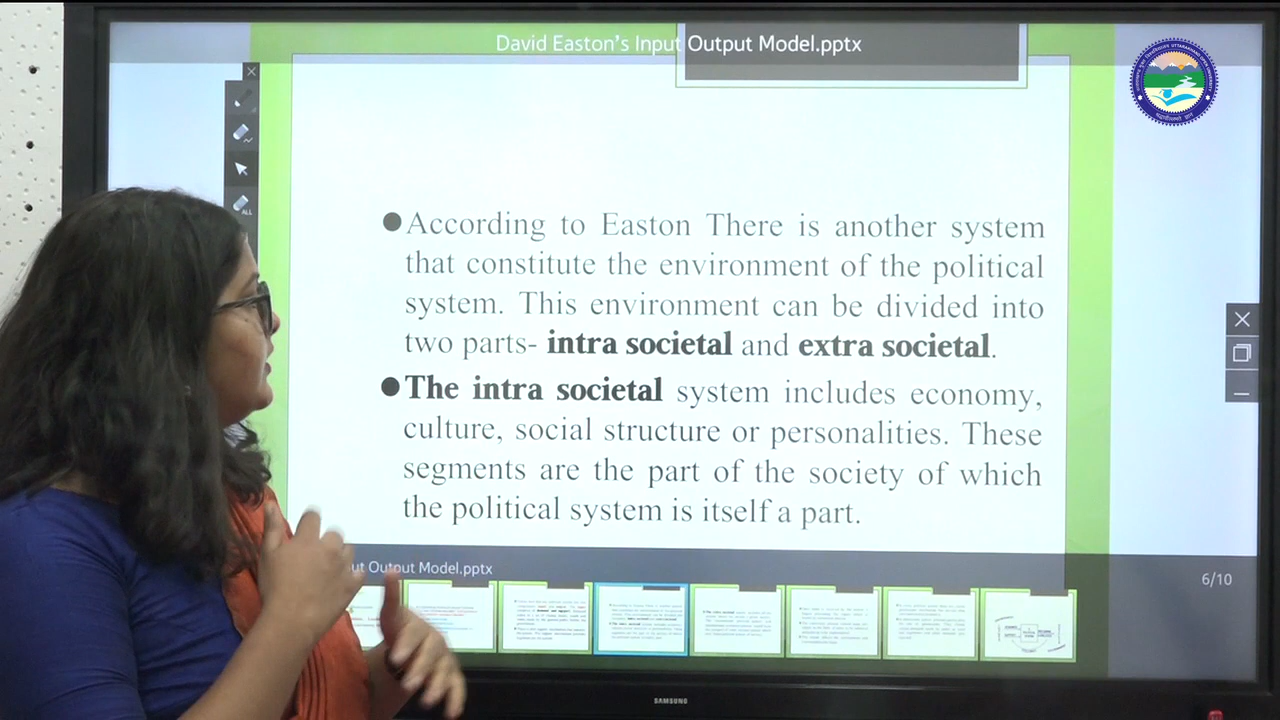 David Easton's Input Output Model.pptx
●According to Easton There is another system
that constitute the environment of the political
system. This environment can be divided into
two parts- intra societal and extra societal.
●The intra societal system includes economy,
culture, social structure or personalities. These
segments are the part of the society of which
the political system is itself a part.
ALL
ut Output Model.pptx
6/10
SAMSUNG